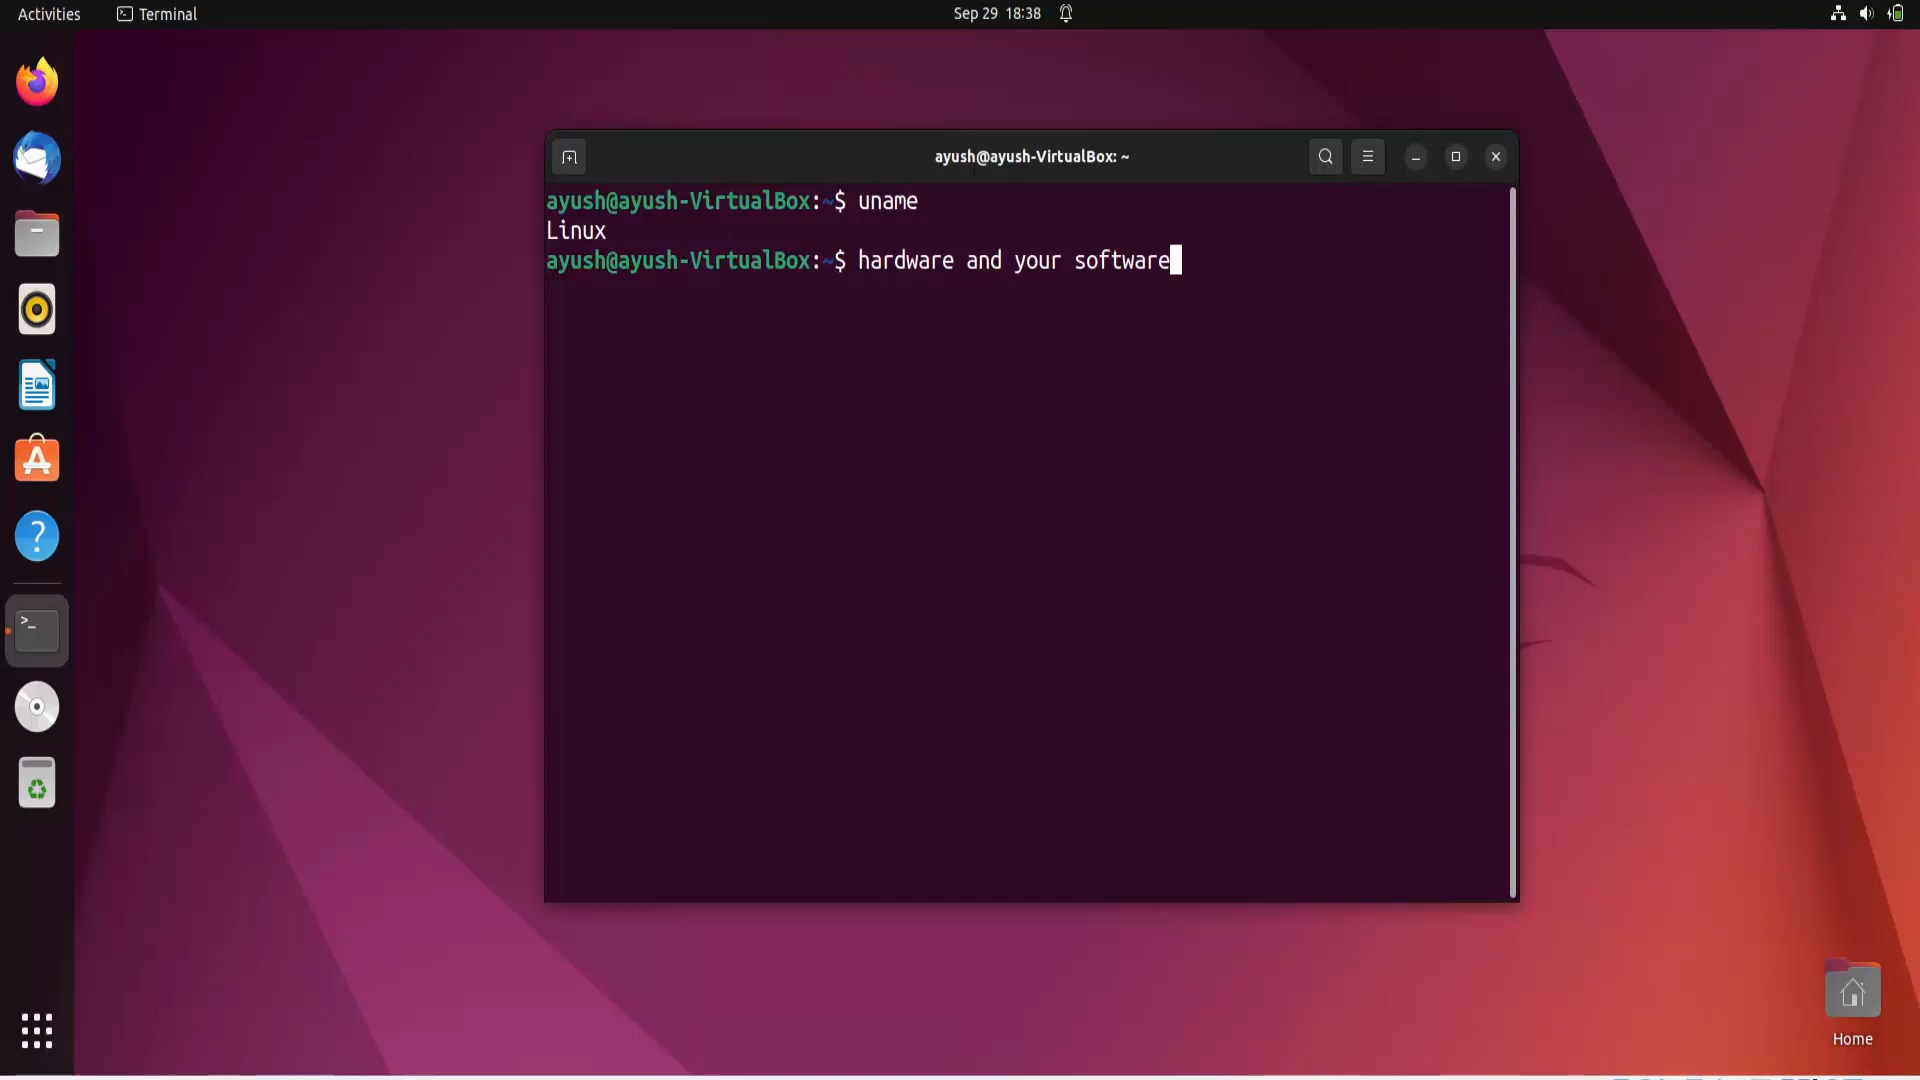 Activities
Terminal
Sep 29 18:38
ayush@ayush-VirtualBox: ~
ayush@ayush-VirtualBox:~$ uname
Linux
ayush@ayush-VirtualBox:~$ hardware and your software
Home